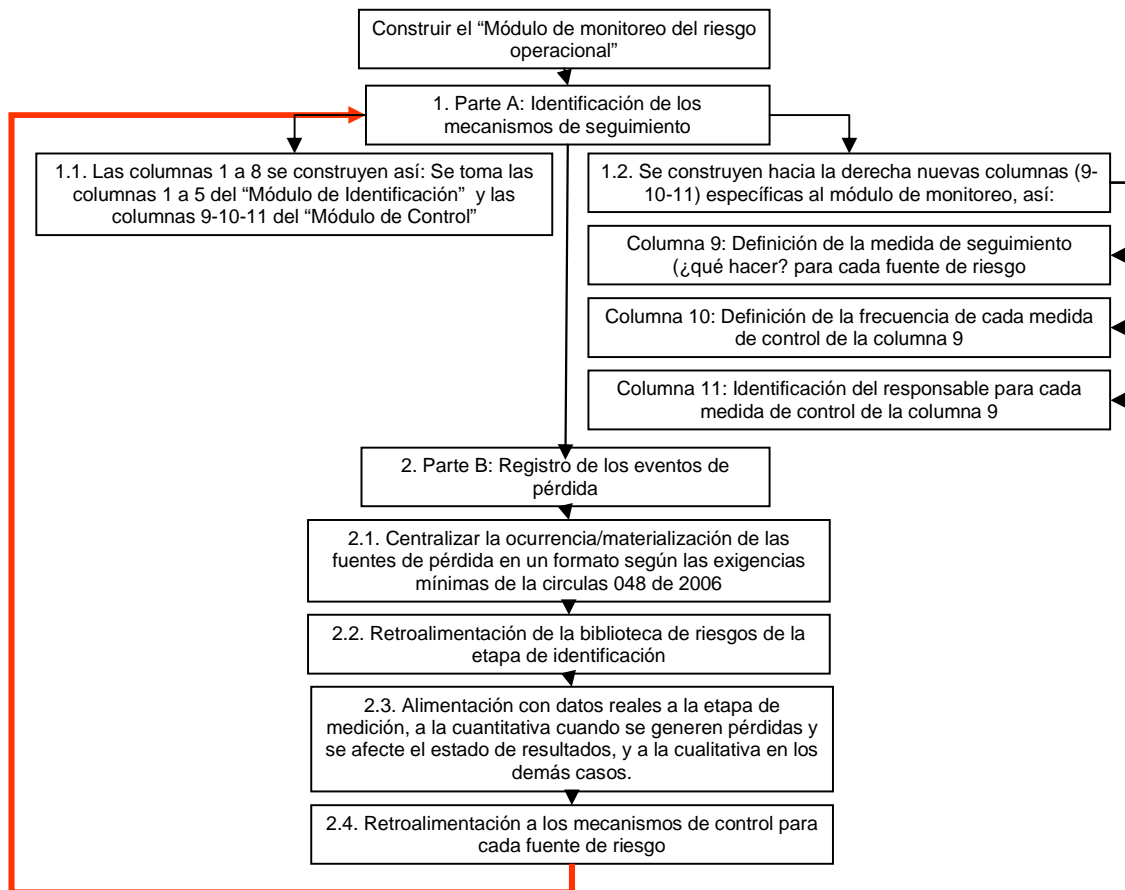 Construir el “Módulo de monitoreo del riesgo
operacional”
1. Parte A: Identificación de los
mecanismos de seguimiento
1.1. Las columnas 1 a 8 se construyen así: Se toma las
columnas 1 a 5 del “Módulo de Identificación” y las
columnas 9-10-11 del “Módulo de Control”
1.2. Se construyen hacia la derecha nuevas columnas (9-
10-11) específicas al módulo de monitoreo, así:
Columna 9: Definición de la medida de seguimiento
(¿qué hacer? para cada fuente de riesgo
Columna 10: Definición de la frecuencia de cada medida
de control de la columna 9
Columna 11: Identificación del responsable para cada
medida de control de la columna 9
2. Parte B: Registro de los eventos de
pérdida
2.1. Centralizar la ocurrencia/materialización de las
fuentes de pérdida en un formato según las exigencias
mínimas de la circulas 048 de 2006
2.2. Retroalimentación de la biblioteca de riesgos de la
etapa de identificación
2.3. Alimentación con datos reales a la etapa de
medición, a la cuantitativa cuando se generen pérdidas y
se afecte el estado de resultados, y a la cualitativa en los
demás casos.
2.4. Retroalimentación a los mecanismos de control para
cada fuente de riesgo